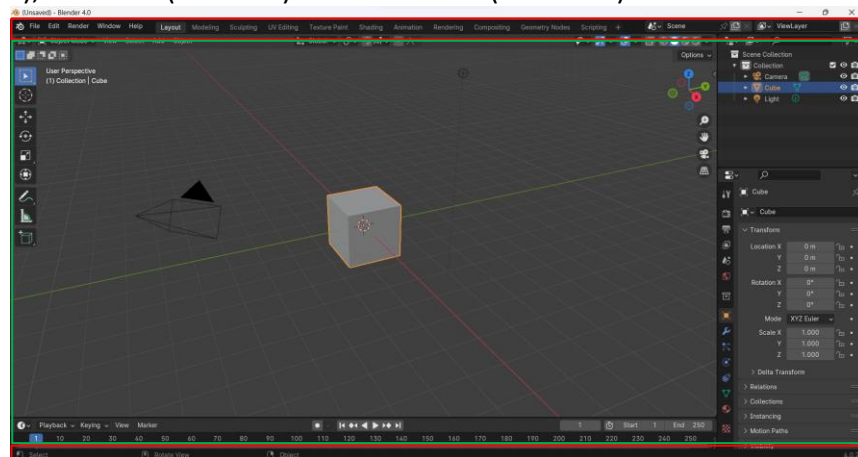 (Unsaved) - Blender 4.0
File Edit Render Window Help Layout Modeling Sculpting UV Editing Texture Paint Shading Animation Rendering Compositing Geometry Nodes Scripting + Scene ViewLayer
Options
User Perspective
(1) Collection | Cube
Scene Collection
Collection
Camera
Cube
Light
Cube
Cube
Transform
Location X 0 m
Y 0 m
Z 0 m
Rotation X 0°
Y 0°
Z 0°
Mode XYZ Euler
Scale X 1.000
Y 1.000
Z 1.000
Delta Transform
Relations
Collections
Instancing
Motion Paths
Playback Keying View Marker 1 Start 1 End 250
1 10 20 30 40 50 60 70 80 90 100 110 120 130 140 150 160 170 180 190 200 210 220 230 240 250
Select Rotate View Object